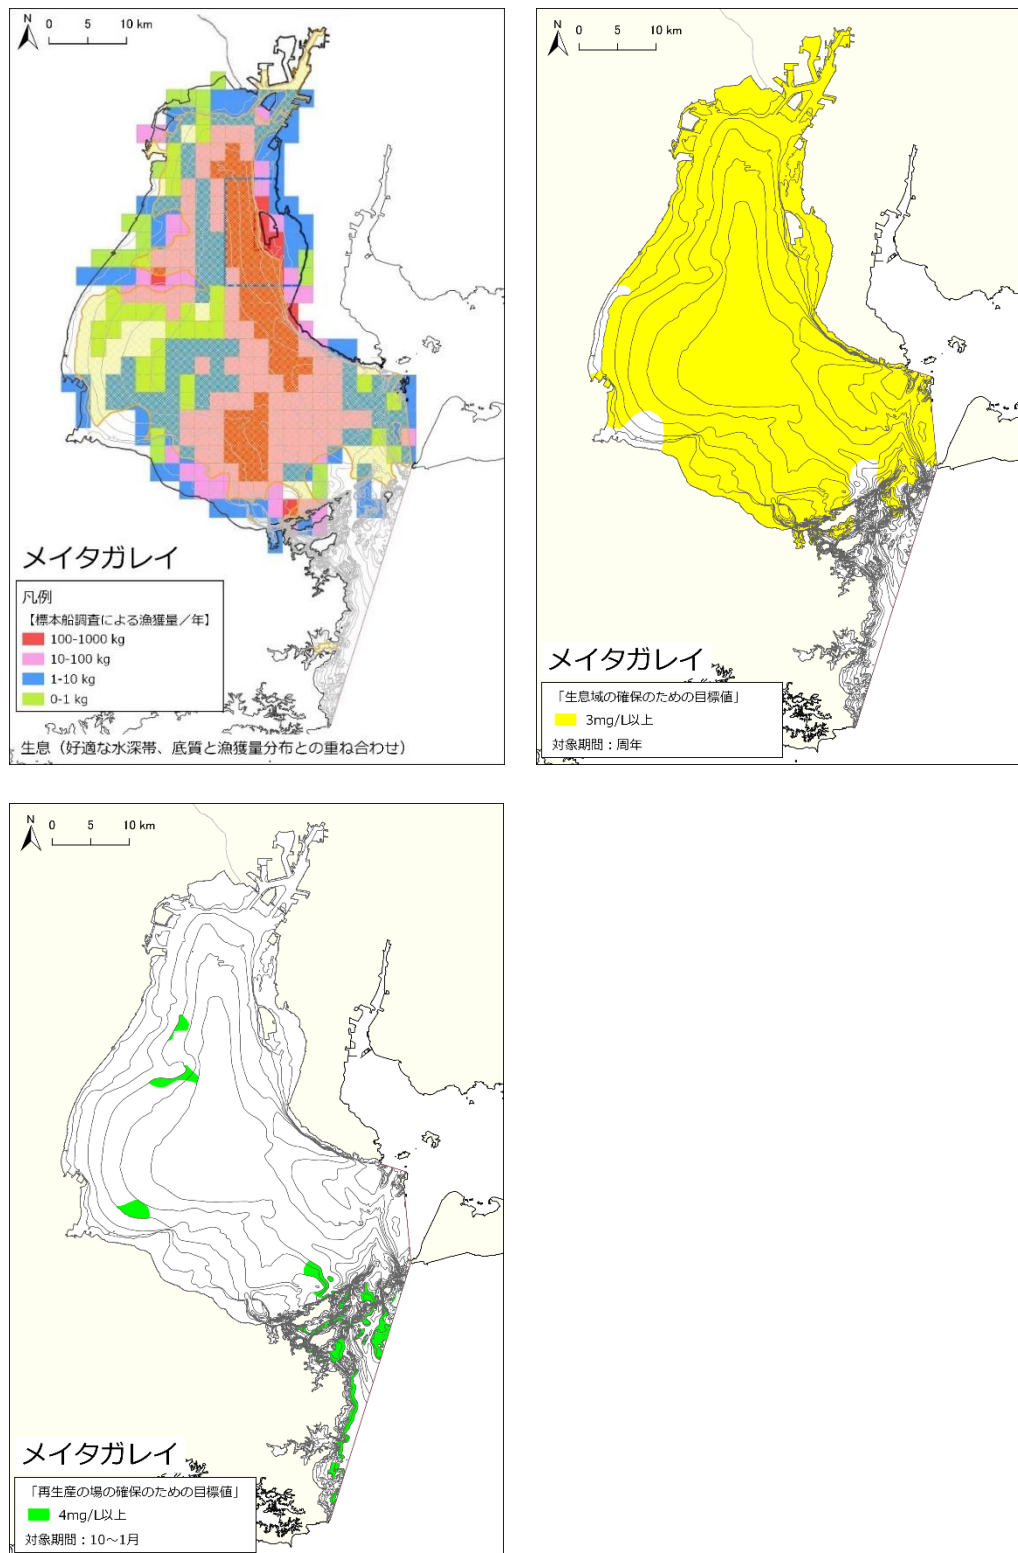 N
0 5 10 km
メイタガレイ
凡例
【標本船調査による漁獲量／年】
100-1000 kg
10-100 kg
1-10 kg
0-1 kg
生息（好適な水深帯、底質と漁獲量分布との重ね合わせ）
N
0 5 10 km
メイタガレイ
「生息域の確保のための目標値」
3mg/L以上
対象期間：周年
N
0 5 10 km
メイタガレイ
「再生産の場の確保のための目標値」
4mg/L以上
対象期間：10～1月